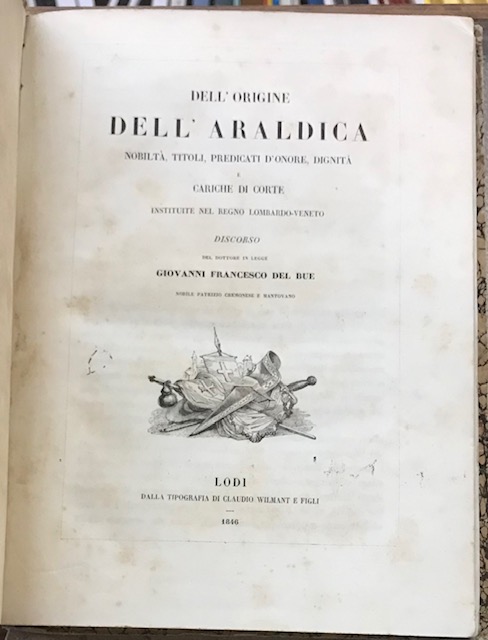 DELL'ORIGINE
DELL'ARALDICA
NOBILTÀ, TITOLI, PREDICATI D'ONORE, DIGNITÀ
E
CARICHE DI CORTE
INSTITUITE NEL REGNO LOMBARDO-VENETO
DISCORSO
DEL DOTTORE IN LEGGE
GIOVANNI FRANCESCO DEL BUE
NOBILE PATRIZIO CREMONESE E MANTOVANO
LODI
DALLA TIPOGRAFIA DI CLAUDIO WILMANT E FIGLI
1846